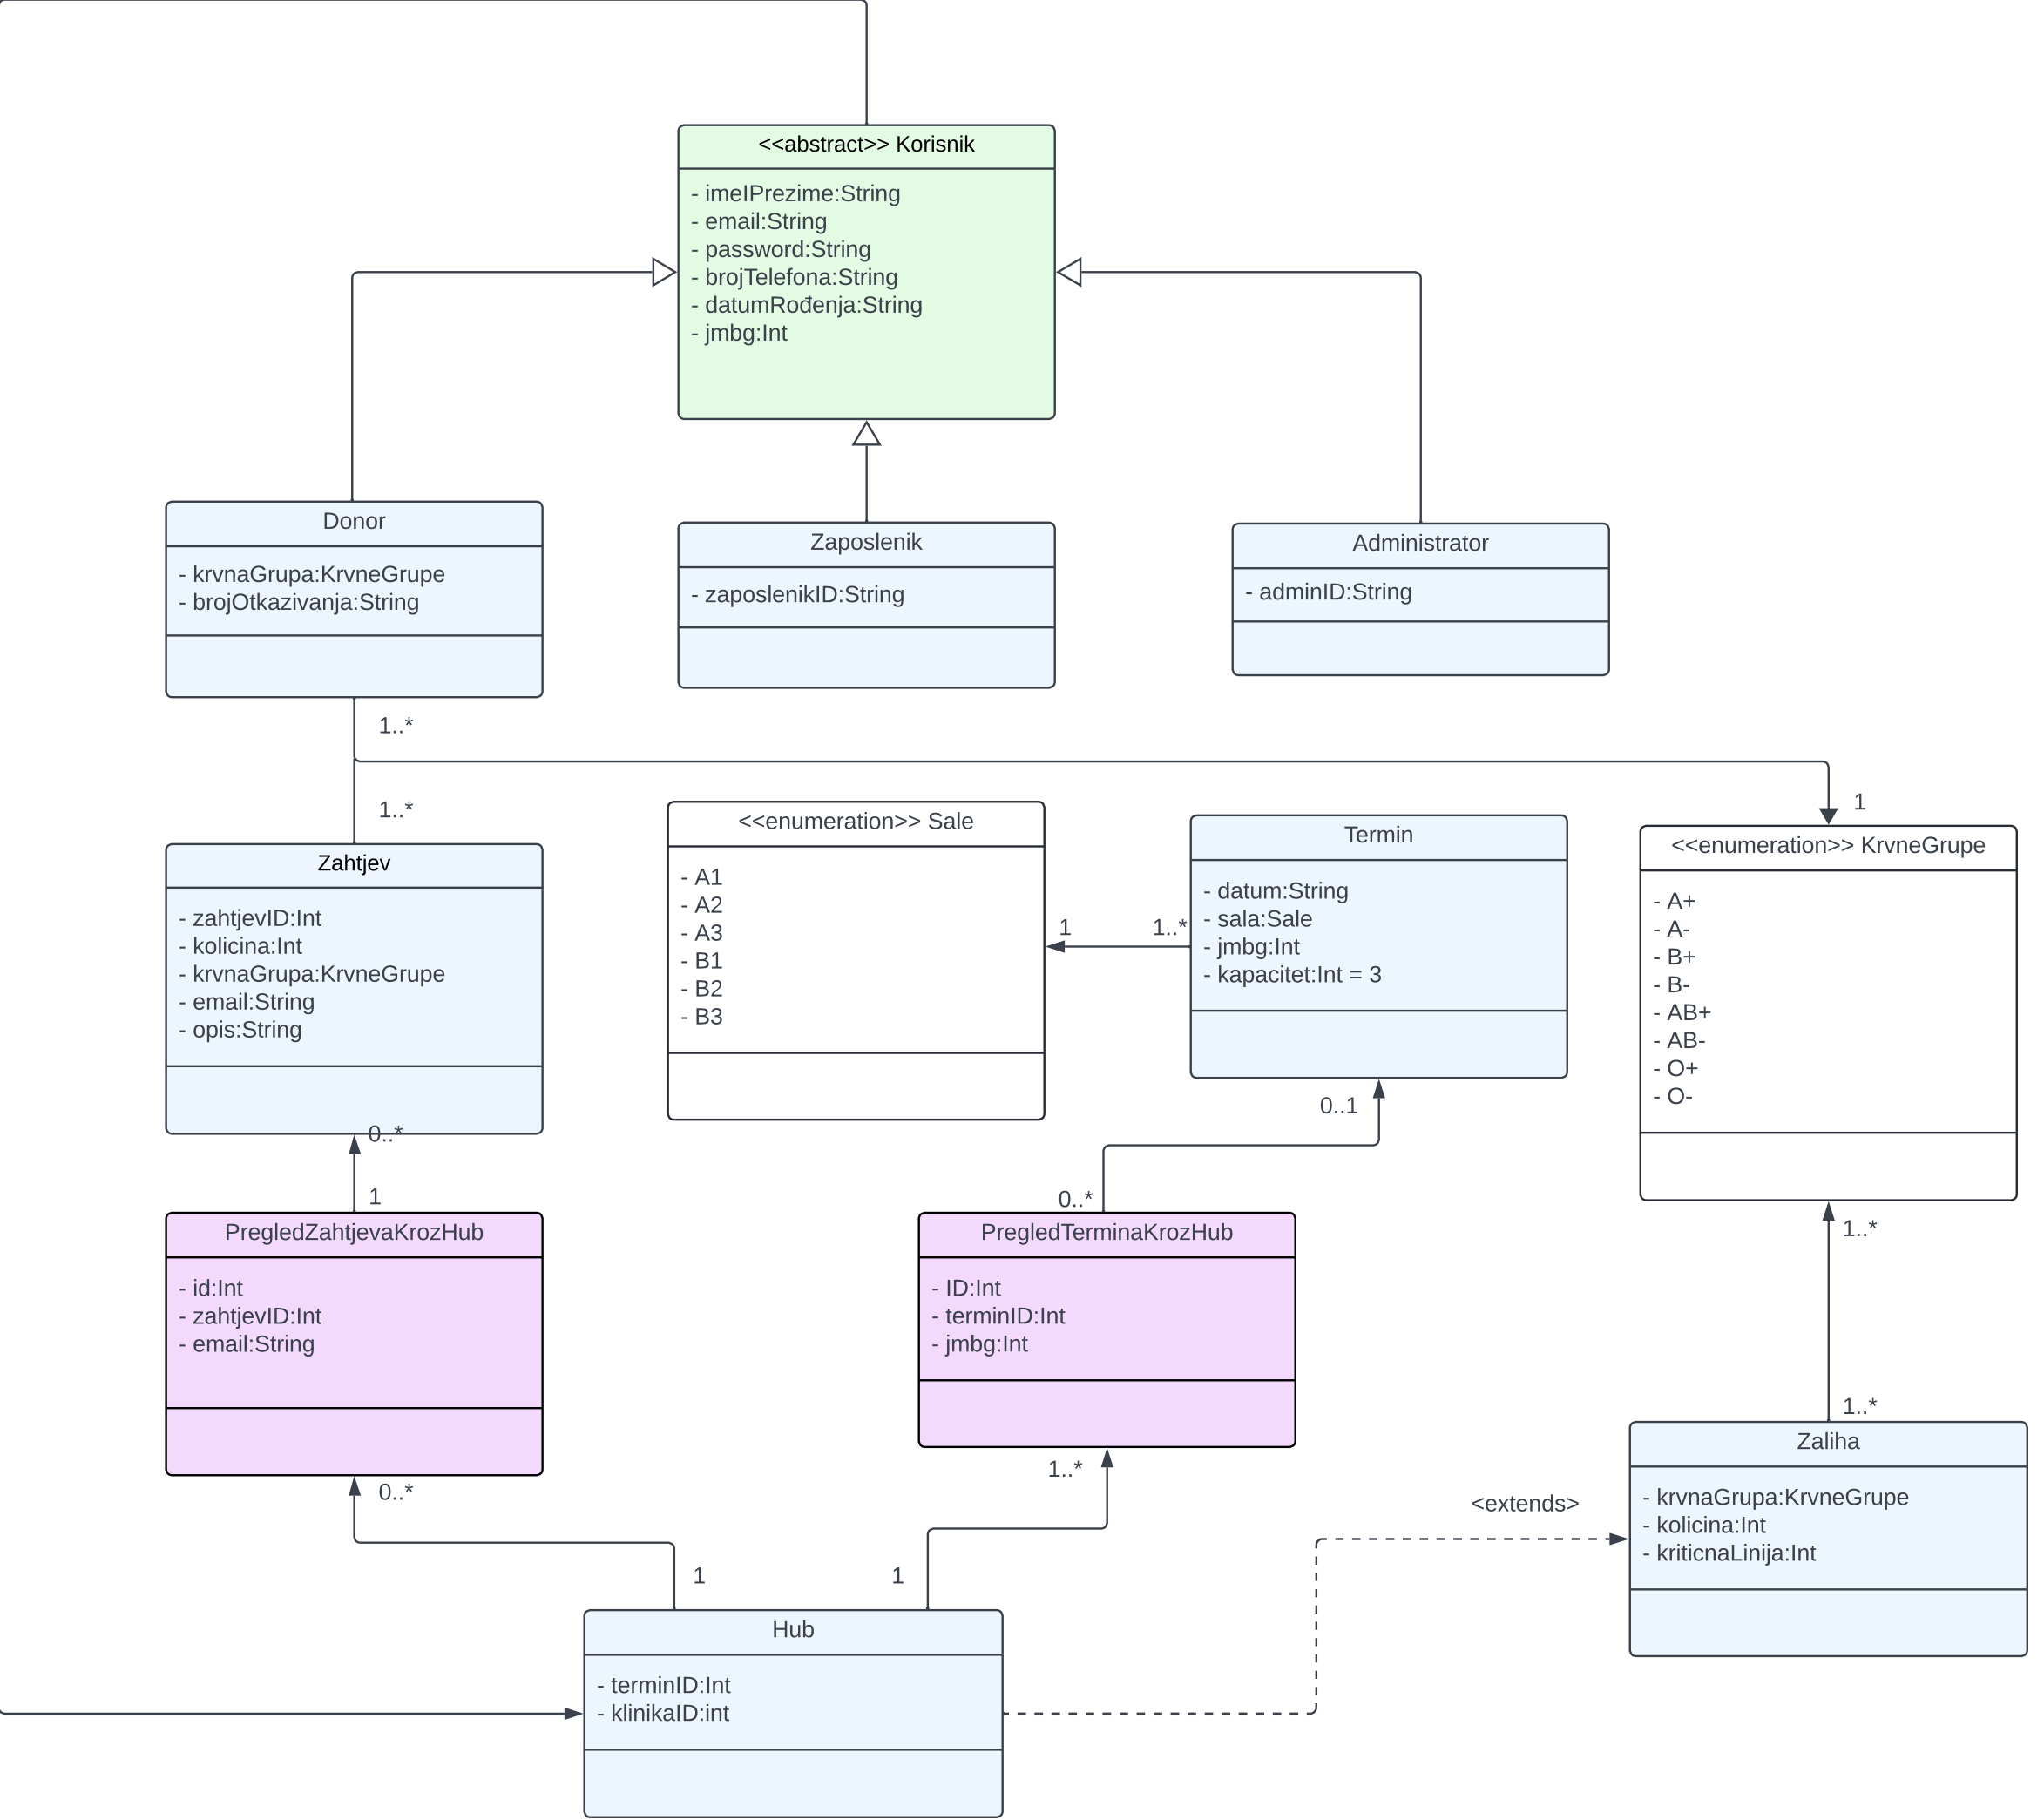 <<abstract>> Korisnik
- imeIPrezime:String
- email:String
- password:String
- brojTelefona:String
- datumRođenja:String
- jmbg:Int
Donor
- krvnaGrupa:KrvneGrupe
- brojOtkazivanja:String
Zaposlenik
- zaposlenikID:String
Administrator
- adminID:String
1..*
1..*
1
Zahtjev
- zahtjevID:Int
- kolicina:Int
- krvnaGrupa:KrvneGrupe
- email:String
- opis:String
<<enumeration>> Sale
- A1
- A2
- A3
- B1
- B2
- B3
1
1..*
Termin
- datum:String
- sala:Sale
- jmbg:Int
- kapacitet:Int = 3
<<enumeration>> KrvneGrupe
- A+
- A-
- B+
- B-
- AB+
- AB-
- O+
- O-
0..*
1
0..1
0..*
1..*
1..*
PregledZahtjevaKrozHub
- id:Int
- zahtjevID:Int
- email:String
PregledTerminaKrozHub
- ID:Int
- terminID:Int
- jmbg:Int
Zaliha
- krvnaGrupa:KrvneGrupe
- kolicina:Int
- kriticnaLinija:Int
0..*
1..*
<extends>
1
1
Hub
- terminID:Int
- klinikaID:int